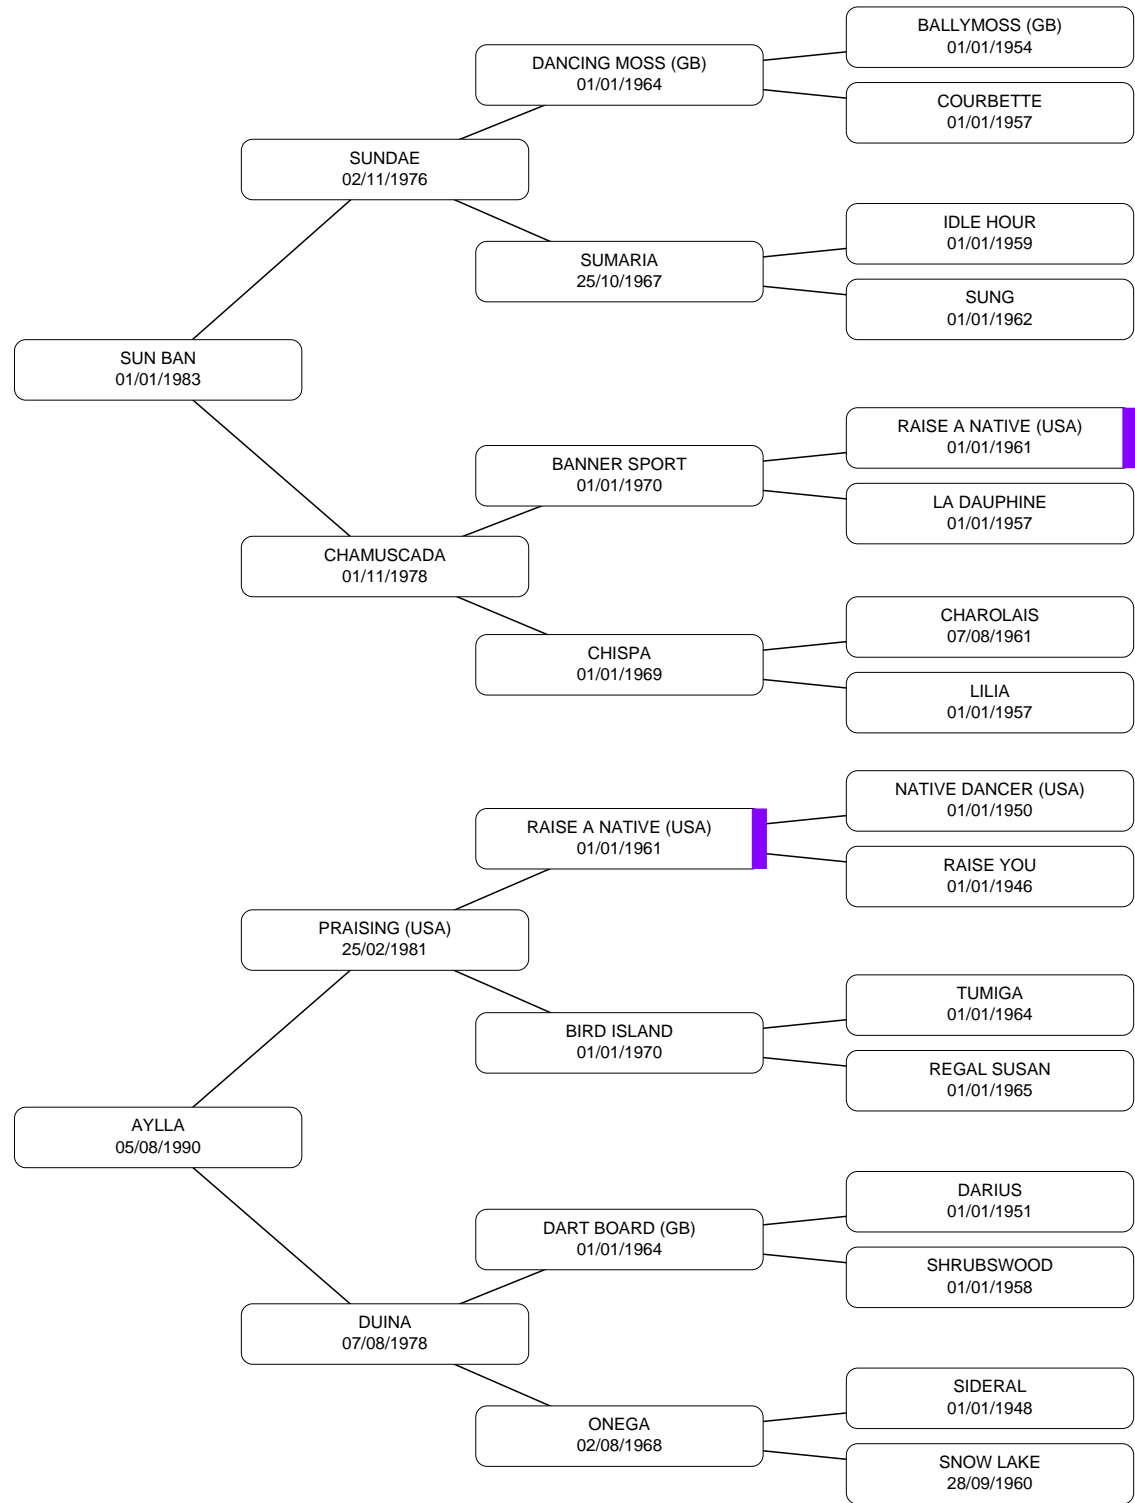 BALLYMOSS (GB)
01/01/1954
DANCING MOSS (GB)
01/01/1964
COURBETTE
01/01/1957
SUNDAE
02/11/1976
IDLE HOUR
01/01/1959
SUMARIA
25/10/1967
SUNG
01/01/1962
SUN BAN
01/01/1983
RAISE A NATIVE (USA)
01/01/1961
BANNER SPORT
01/01/1970
LA DAUPHINE
01/01/1957
CHAMUSCADA
01/11/1978
CHAROLAIS
07/08/1961
CHISPA
01/01/1969
LILIA
01/01/1957
NATIVE DANCER (USA)
01/01/1950
RAISE A NATIVE (USA)
01/01/1961
RAISE YOU
01/01/1946
PRAISING (USA)
25/02/1981
TUMIGA
01/01/1964
BIRD ISLAND
01/01/1970
REGAL SUSAN
01/01/1965
AYLLA
05/08/1990
DARIUS
01/01/1951
DART BOARD (GB)
01/01/1964
SHRUBSWOOD
01/01/1958
DUINA
07/08/1978
SIDERAL
01/01/1948
ONEGA
02/08/1968
SNOW LAKE
28/09/1960